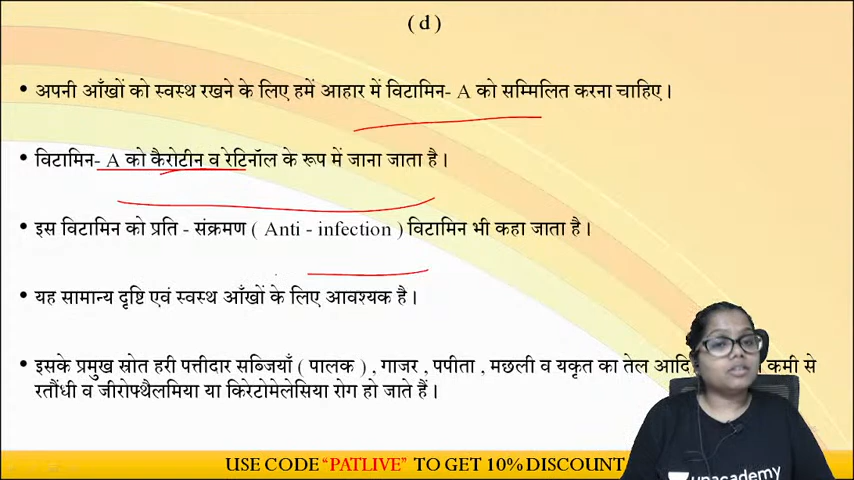 ( d )
• अपनी आँखों को स्वस्थ रखने के लिए हमें आहार में विटामिन- A को सम्मिलित करना चाहिए ।
• विटामिन- A को कैरोटीन व रेटिनॉल के रूप में जाना जाता है ।
• इस विटामिन को प्रति - संक्रमण ( Anti - infection ) विटामिन भी कहा जाता है ।
• यह सामान्य दृष्टि एवं स्वस्थ आँखों के लिए आवश्यक है ।
• इसके प्रमुख स्रोत हरी पत्तीदार सब्जियाँ ( पालक ) , गाजर , पपीता , मछली व यकृत का तेल आदि कमी से
रतौंधी व जीरोफ्थैलमिया या किरेटोमेलेसिया रोग हो जाते हैं ।
USE CODE “PATLIVE” TO GET 10% DISCOUNT
unacademy